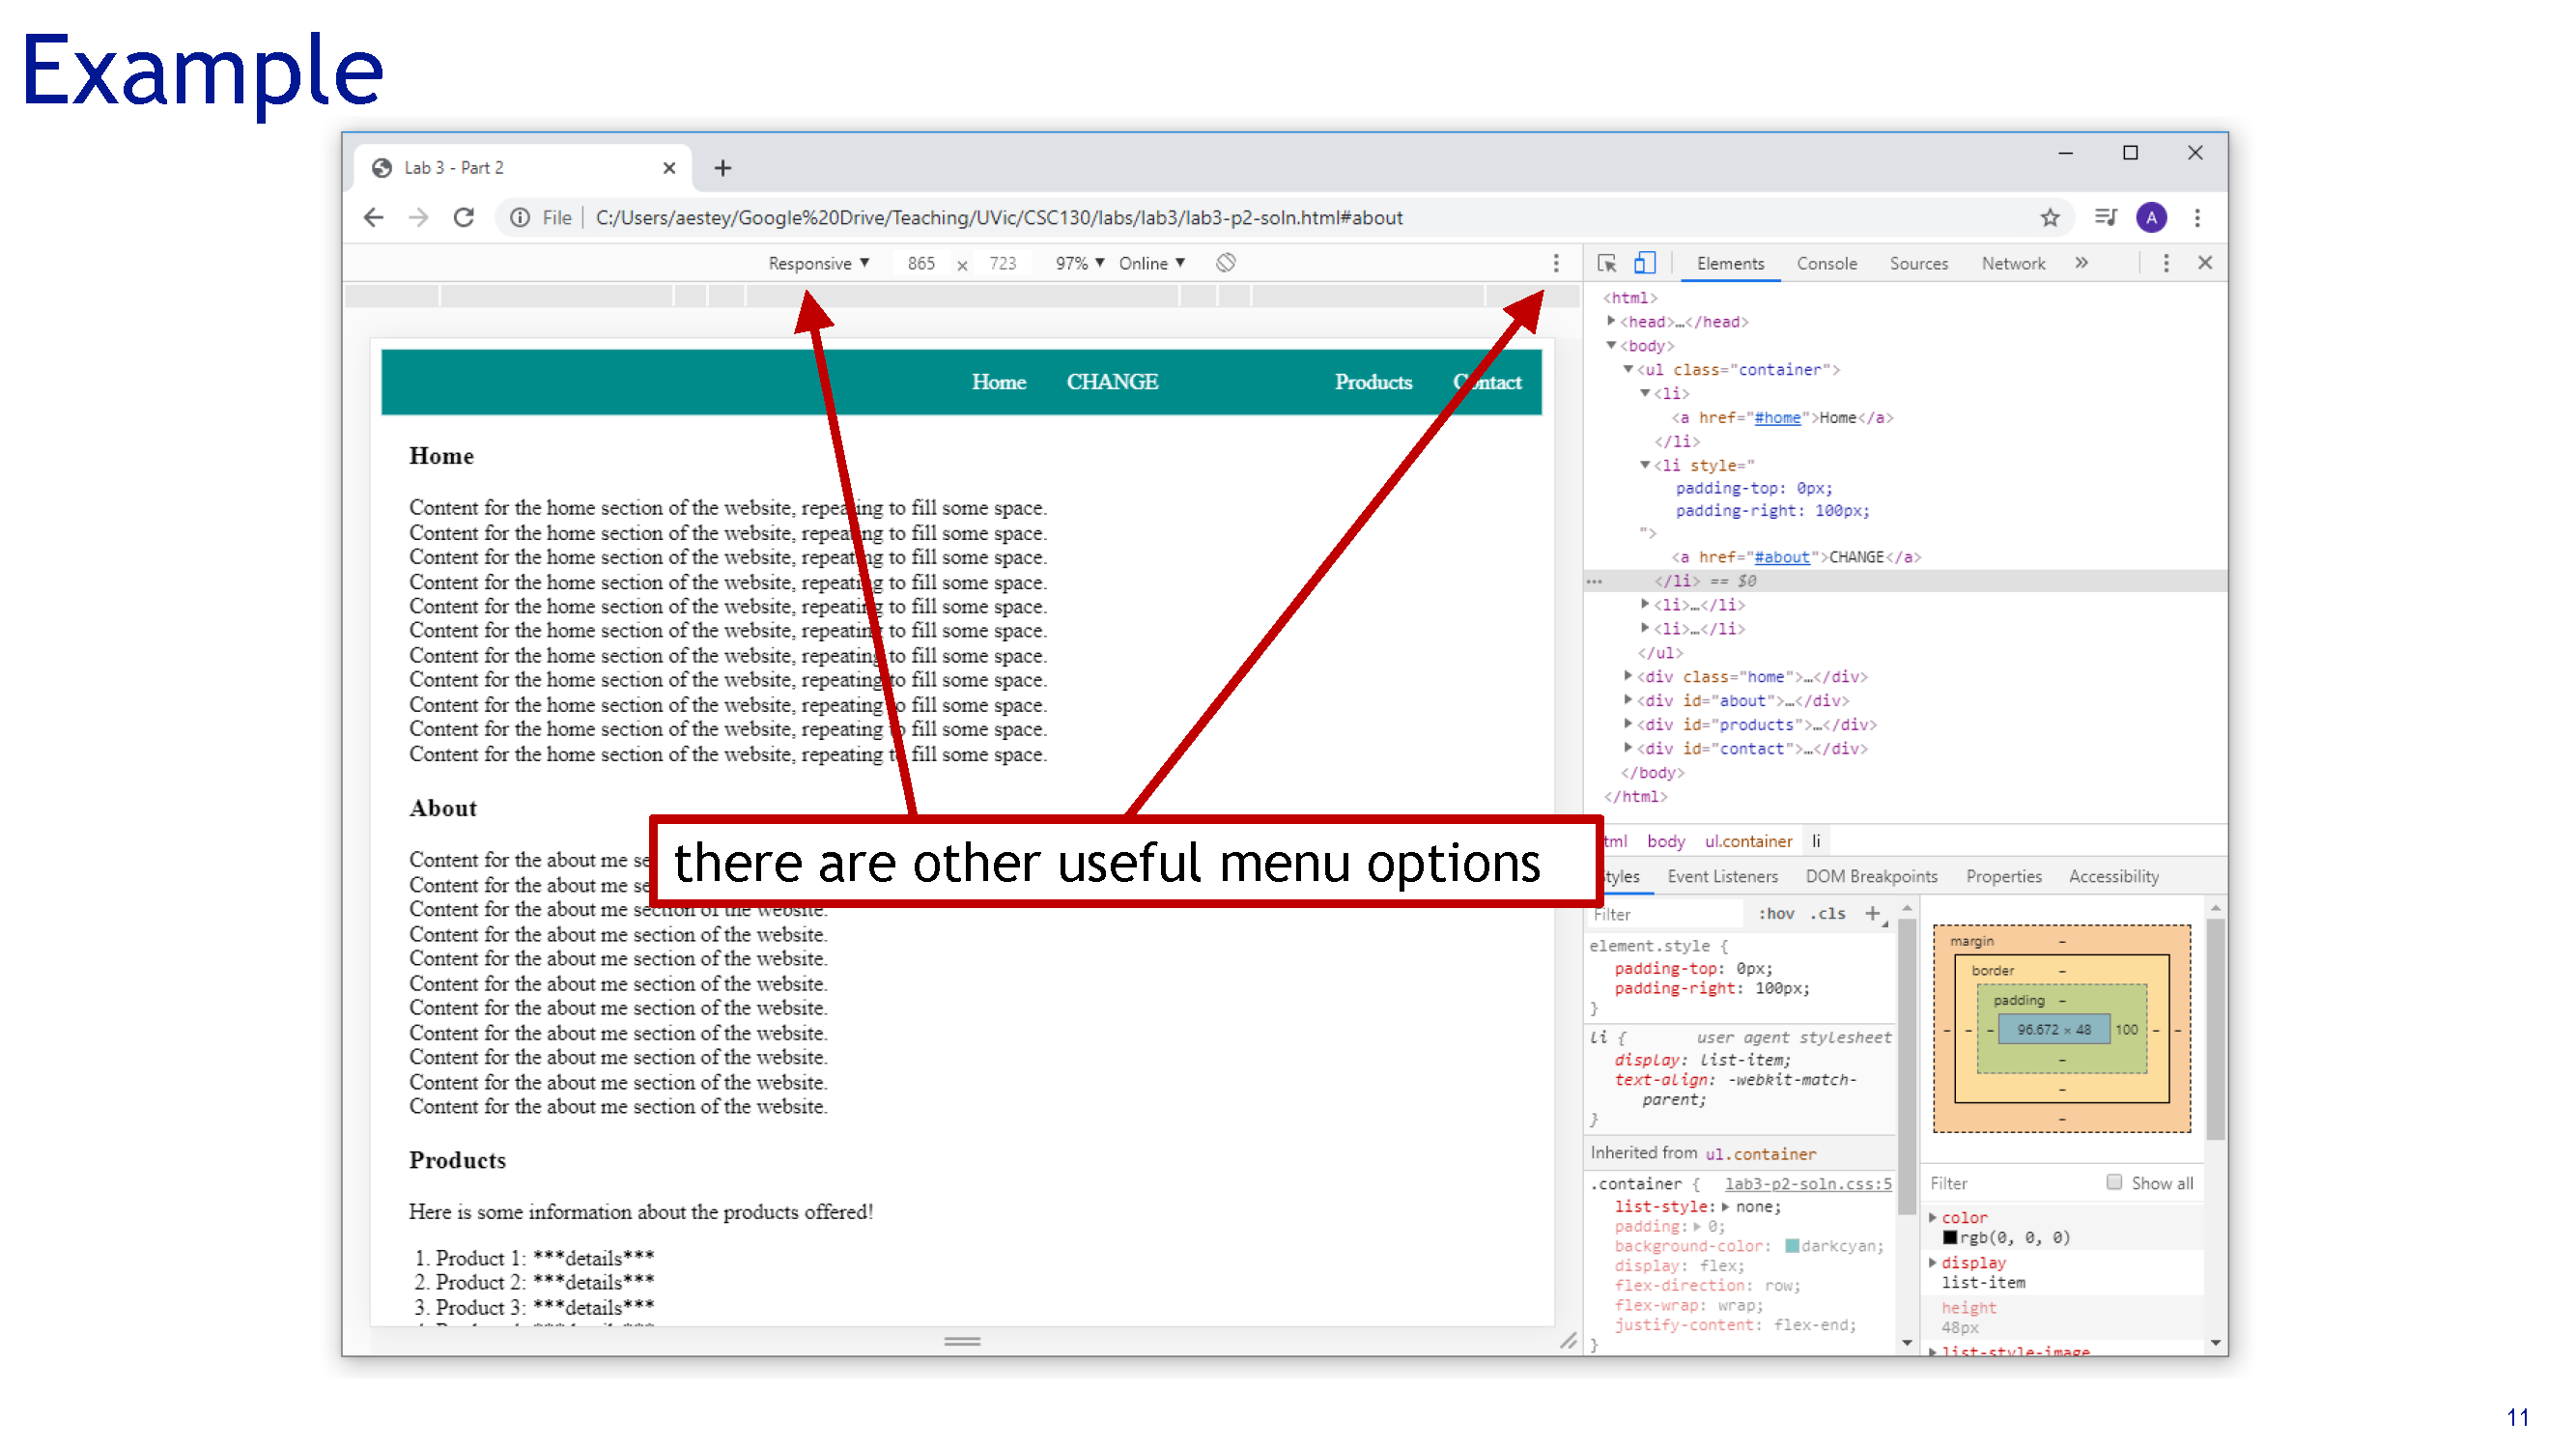 Example
Lab 3 - Part 2
File | C:/Users/aestey/Google%20Drive/Teaching/UVic/CSC130/labs/lab3/lab3-p2-soln.html#about
A
Responsive ▼ 865 × 723 97% ▼ Online ▼
Home CHANGE Products Contact
Home
Content for the home section of the website, repeating to fill some space.
Content for the home section of the website, repeating to fill some space.
Content for the home section of the website, repeating to fill some space.
Content for the home section of the website, repeating to fill some space.
Content for the home section of the website, repeating to fill some space.
Content for the home section of the website, repeating to fill some space.
Content for the home section of the website, repeating to fill some space.
Content for the home section of the website, repeating to fill some space.
Content for the home section of the website, repeating to fill some space.
Content for the home section of the website, repeating to fill some space.
Content for the home section of the website, repeating to fill some space.
About
Content for the about me
Content for the about me
Content for the about me section of the website.
Content for the about me section of the website.
Content for the about me section of the website.
Content for the about me section of the website.
Content for the about me section of the website.
Content for the about me section of the website.
Content for the about me section of the website.
Content for the about me section of the website.
Content for the about me section of the website.
Products
Here is some information about the products offered!
1. Product 1: ***details***
2. Product 2: ***details***
3. Product 3: ***details***
there are other useful menu options
Elements Console Sources Network »
<html>
▶<head>…</head>
▼<body>
▼<ul class="container">
▼<li>
<a href="#home">Home</a>
</li>
▼<li style="
padding-top: 0px;
padding-right: 100px;
">
<a href="#about">CHANGE</a>
… </li> == $0
▶<li>…</li>
▶<li>…</li>
</ul>
▶<div class="home">…</div>
▶<div id="about">…</div>
▶<div id="products">…</div>
▶<div id="contact">…</div>
</body>
</html>
body ul.container li
Event Listeners DOM Breakpoints Properties Accessibility
Filter :hov .cls +
element.style {
padding-top: 0px;
padding-right: 100px;
}
li { user agent stylesheet
display: list-item;
text-align: -webkit-match-
parent;
}
Inherited from ul.container
.container { lab3-p2-soln.css:5
list-style:▶ none;
padding:▶ 0;
background-color: darkcyan;
display: flex;
flex-direction: row;
flex-wrap: wrap;
justify-content: flex-end;
}
margin –
border –
padding –
– – – 96.672 × 48 100 – –
–
–
–
Filter Show all
▶ color
rgb(0, 0, 0)
▶ display
list-item
height
48px
▶ list-style-image
11